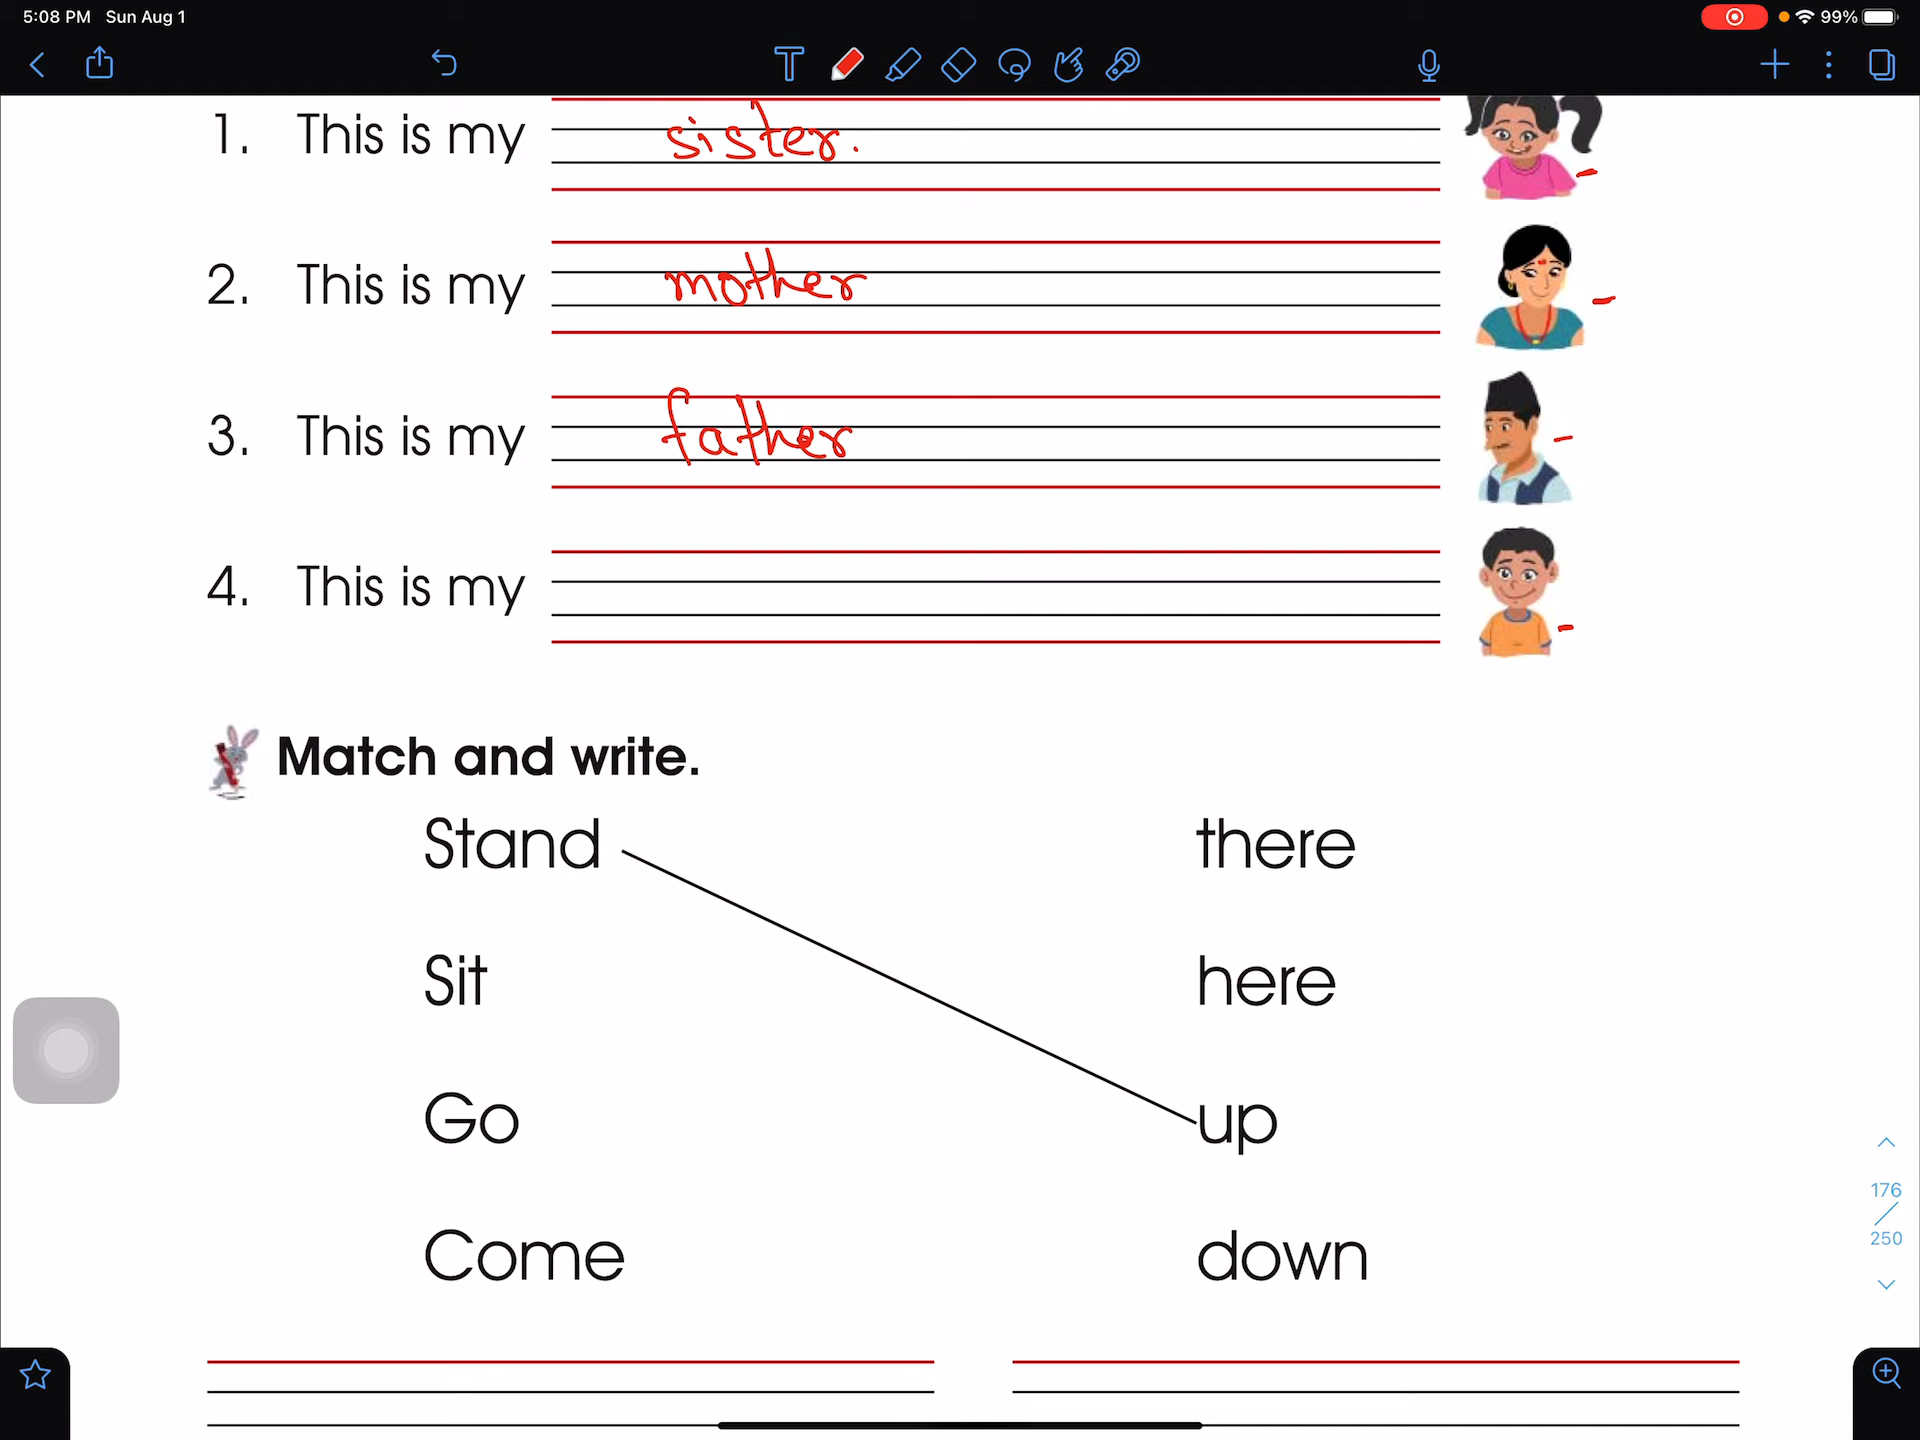 5:08 PM Sun Aug 1 99%
1. This is my sister.
2. This is my mother
3. This is my father
4. This is my
Match and write.
Stand there
Sit here
Go up
Come down
176
250